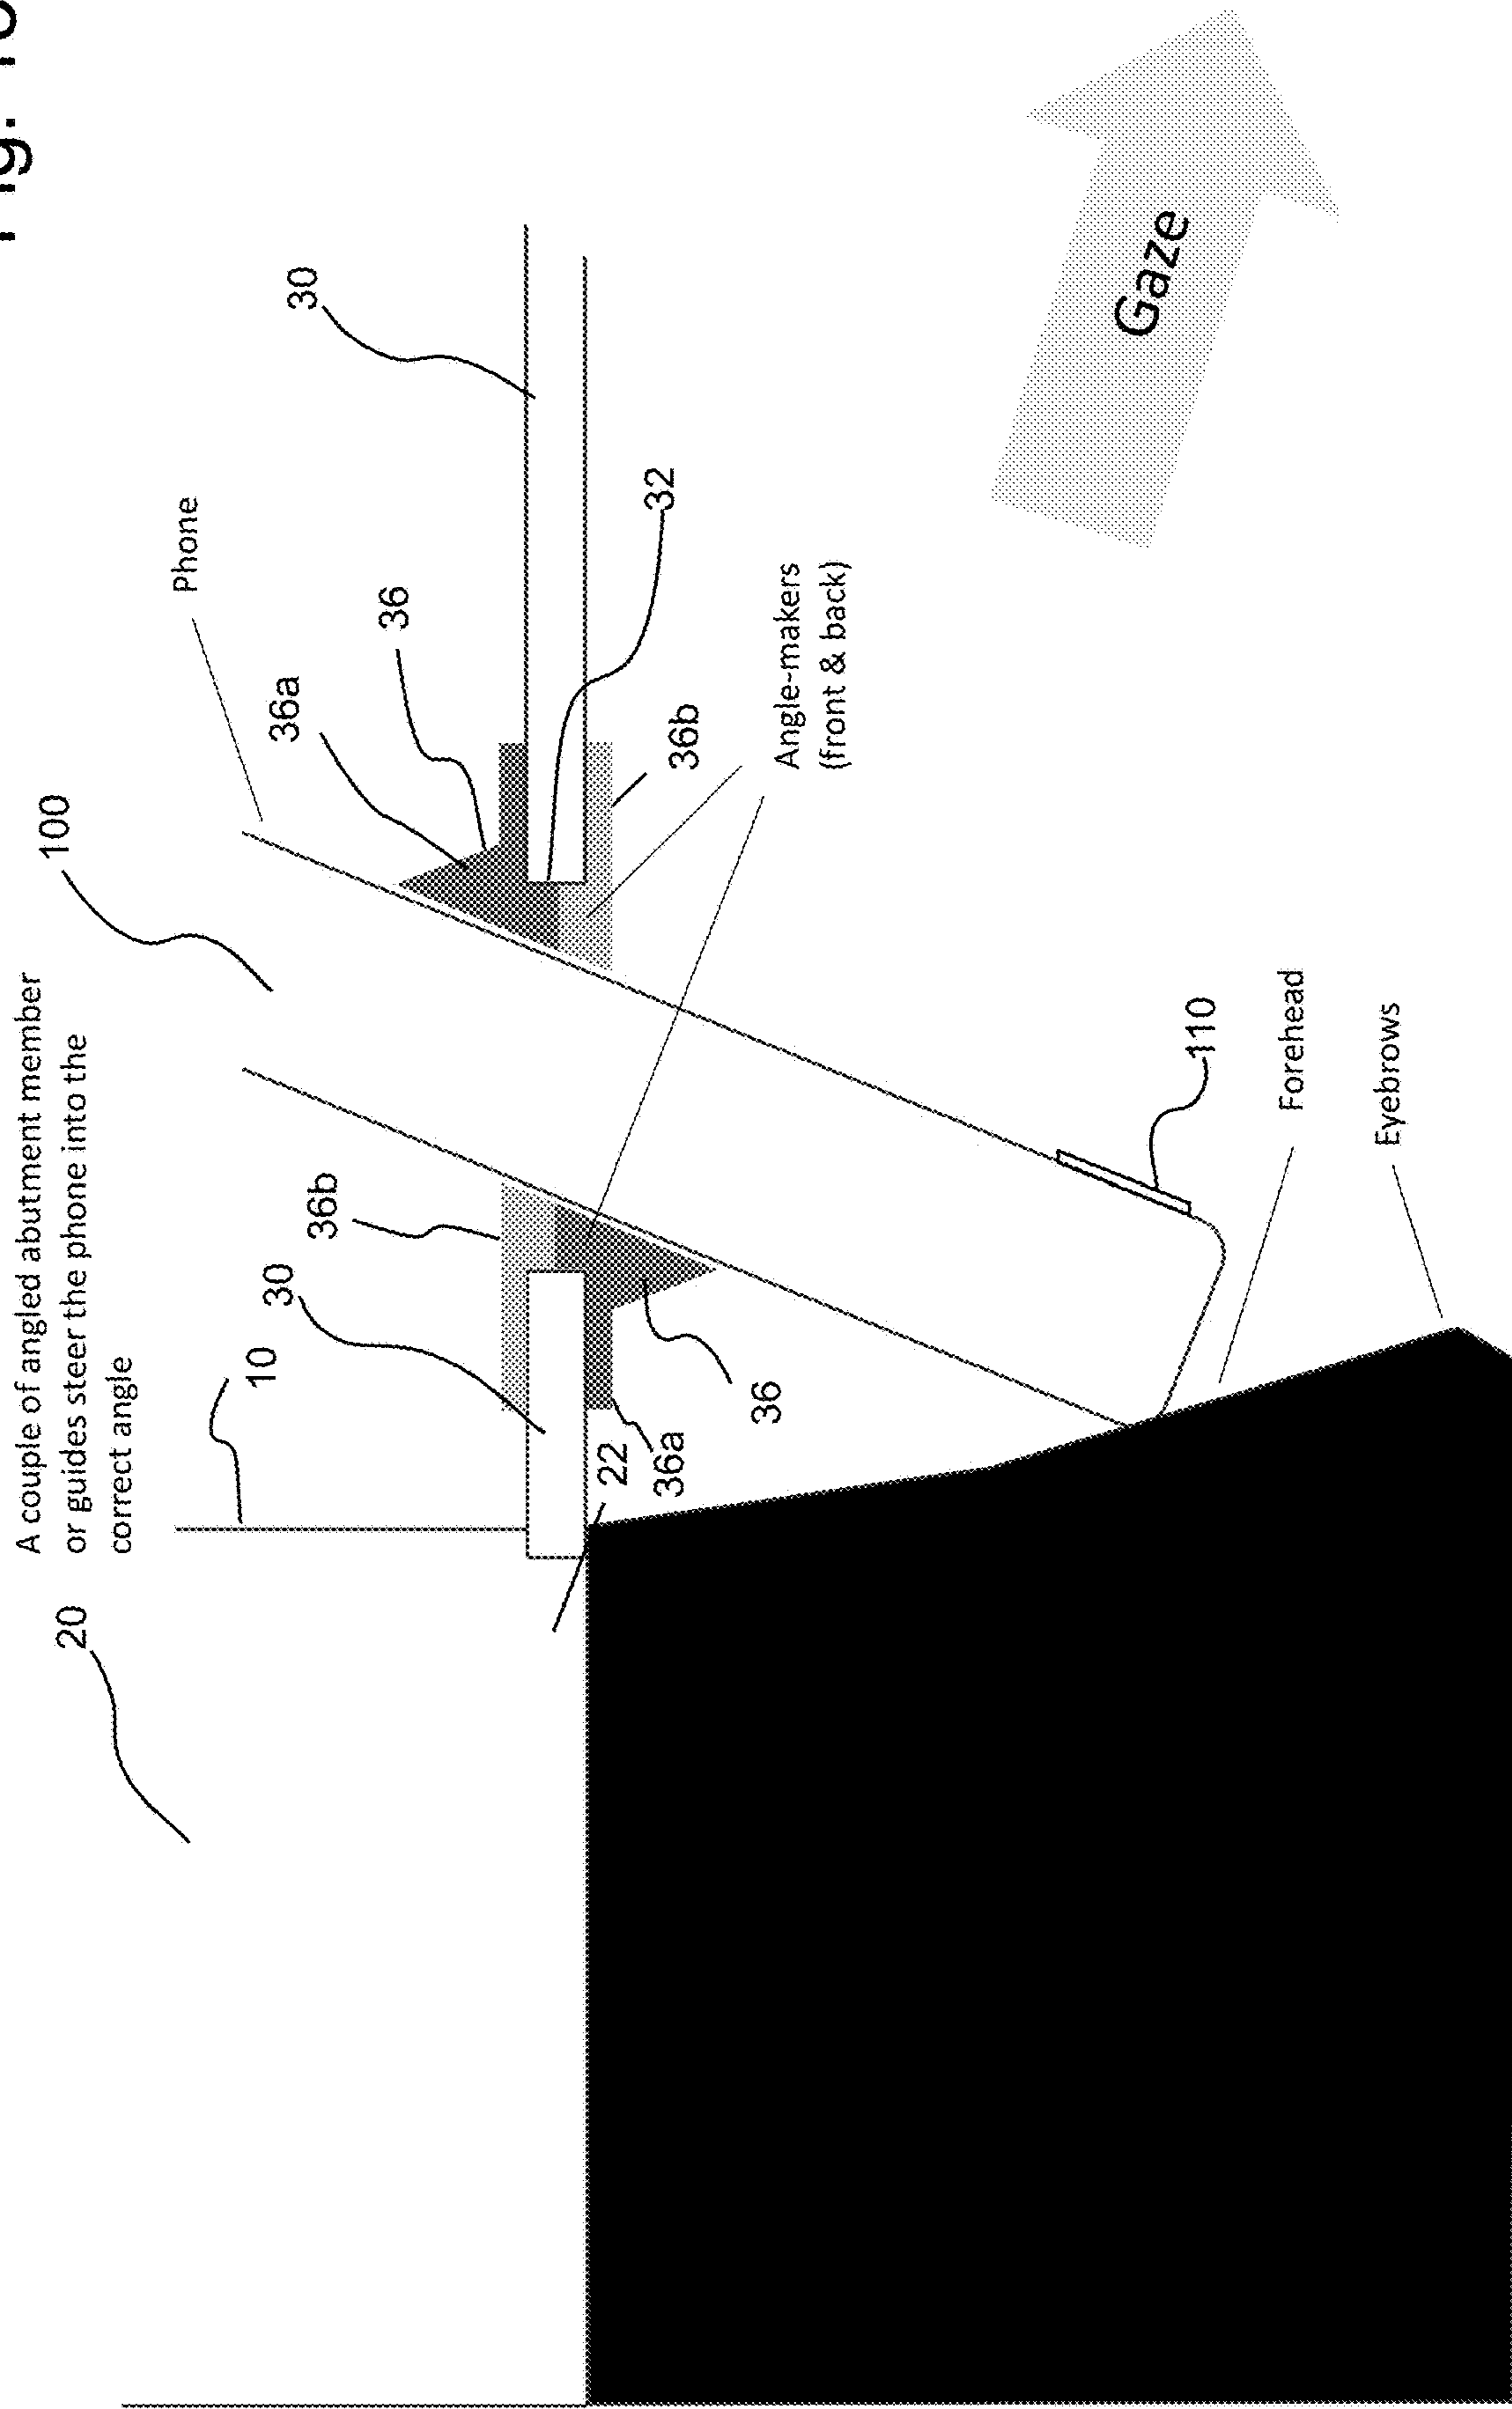 Fig.
A couple of angled abutment member
or guides steer the phone into the
correct angle
20
100
Phone
10
30
36a
30
36b
36
22
36a
36b
32
36
Angle-makers
(front & back)
Gaze
110
Forehead
Eyebrows